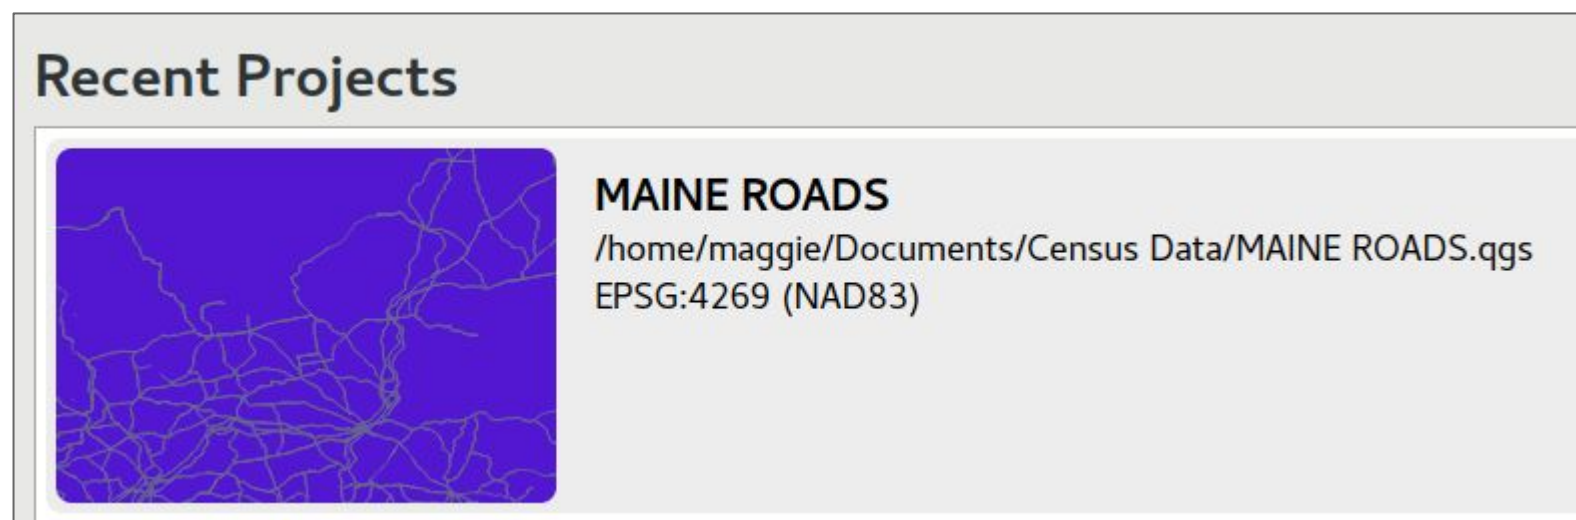 Recent Projects
MAINE ROADS
/home/maggie/Documents/Census Data/MAINE ROADS.qgs
EPSG:4269 (NAD83)